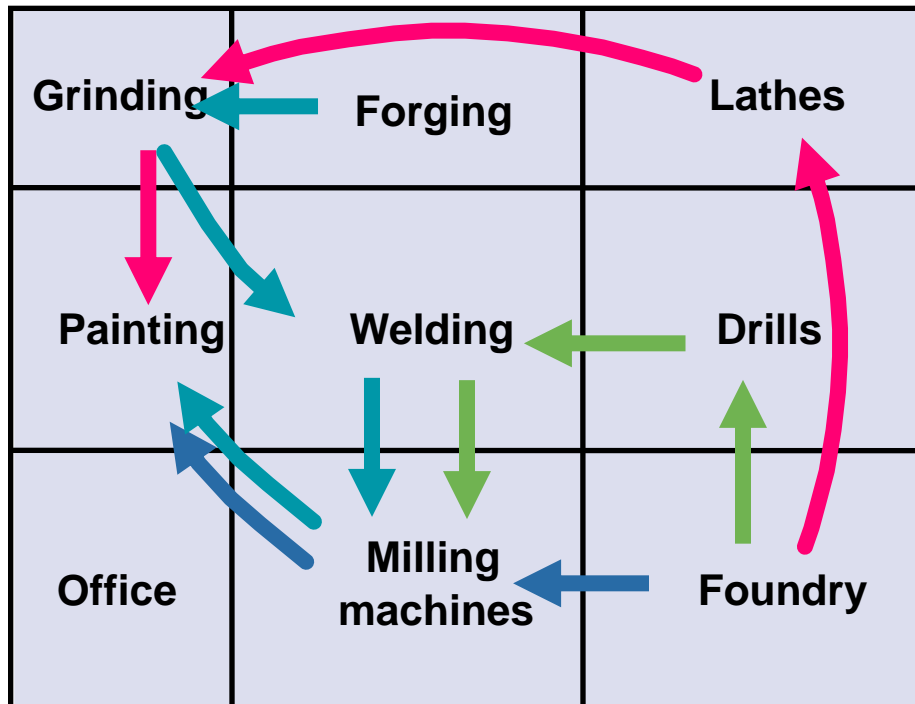 Grinding
Forging
Lathes
Painting
Welding
Drills
Office
Milling
machines
Foundry